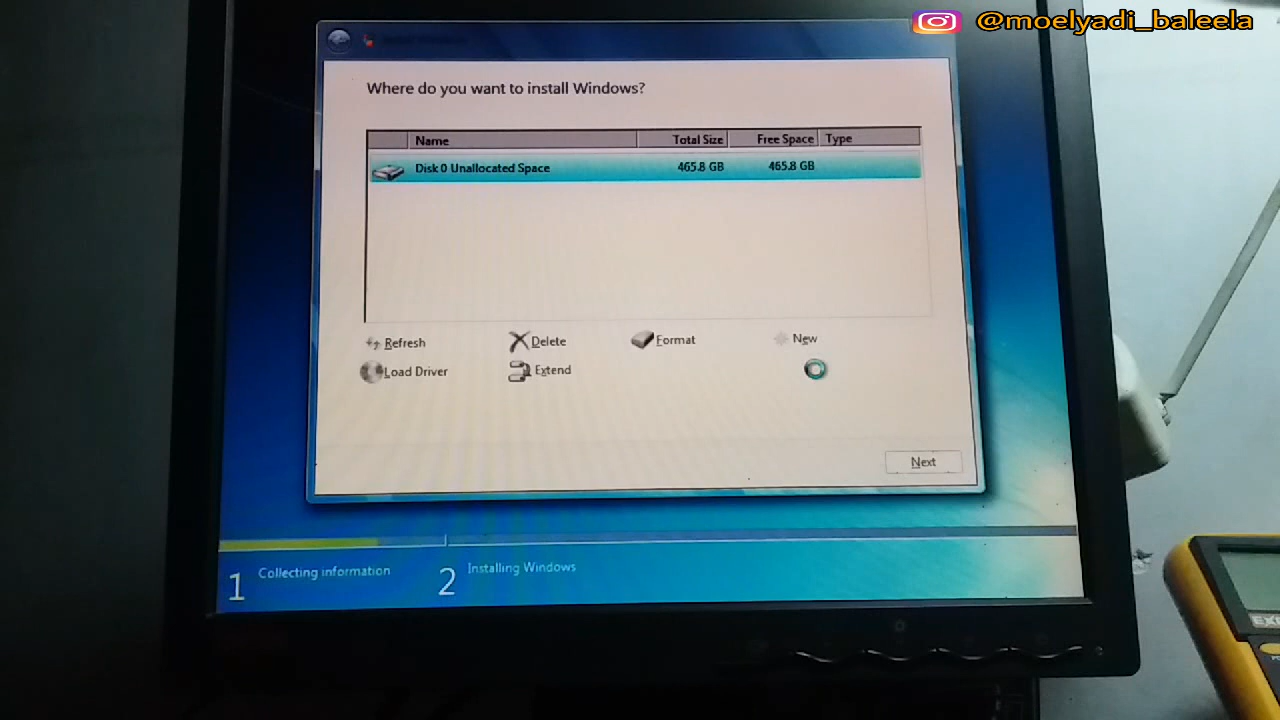 @moelyadi_baleela
Where do you want to install Windows?
Name Total Size Free Space Type
Disk 0 Unallocated Space 465.8 GB 465.8 GB
Refresh Delete Format New
Load Driver Extend
Next
1 Collecting information 2 Installing Windows